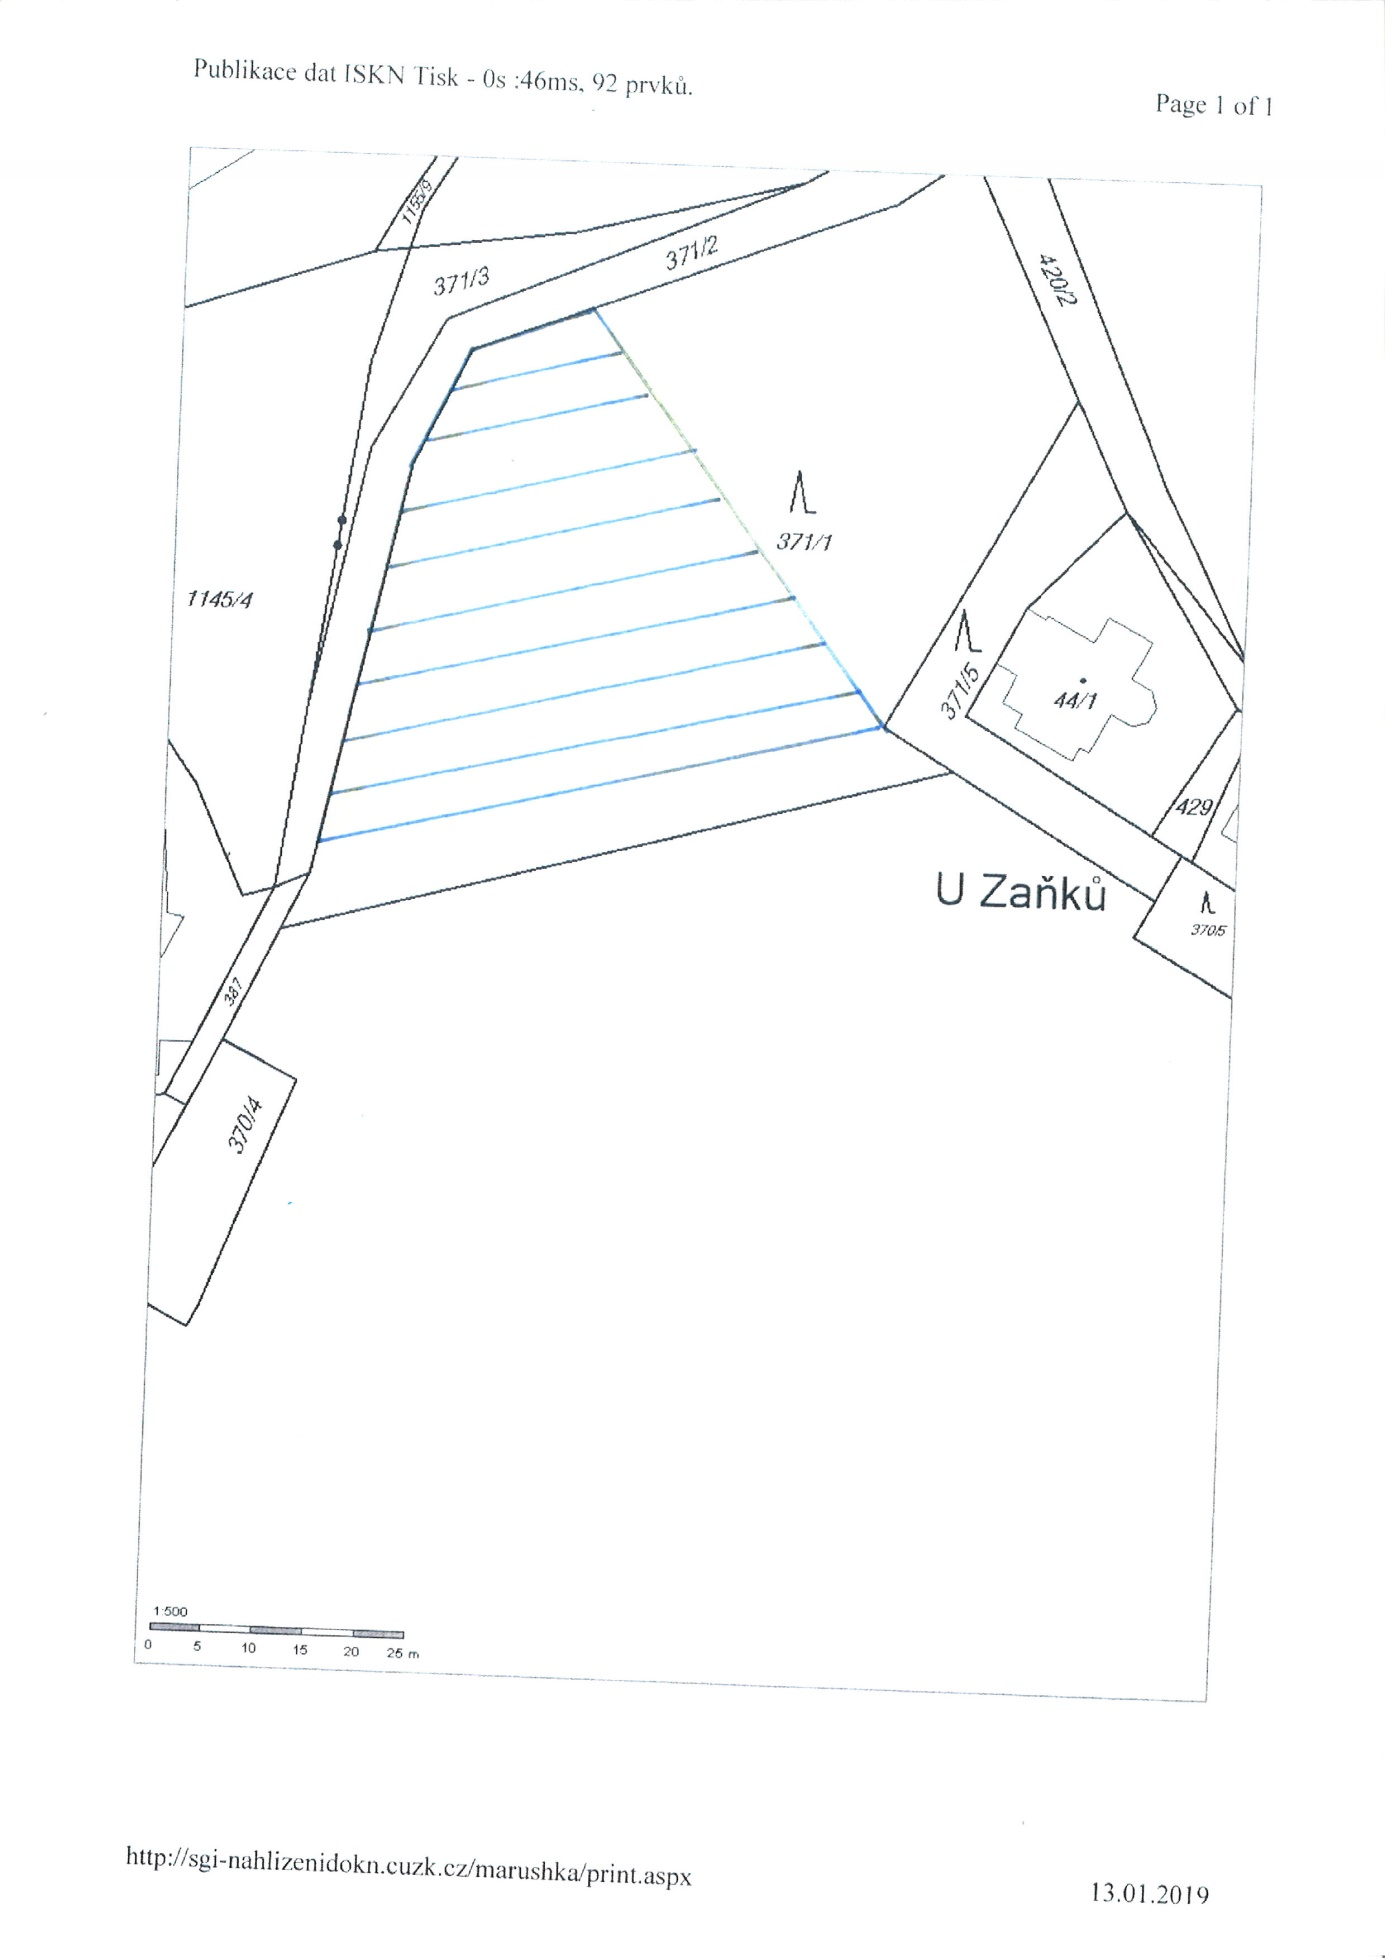 Publikace dat ISKN Tisk - 0s :46ms, 92 prvků.
Page 1 of 1
1155/9
371/3
371/2
420/2
371/1
1145/4
371/5
44/1
429
U Zaňků
370/5
387
370/4
1:500
0 5 10 15 20 25 m
http://sgi-nahlizenidokn.cuzk.cz/marushka/print.aspx
13.01.2019